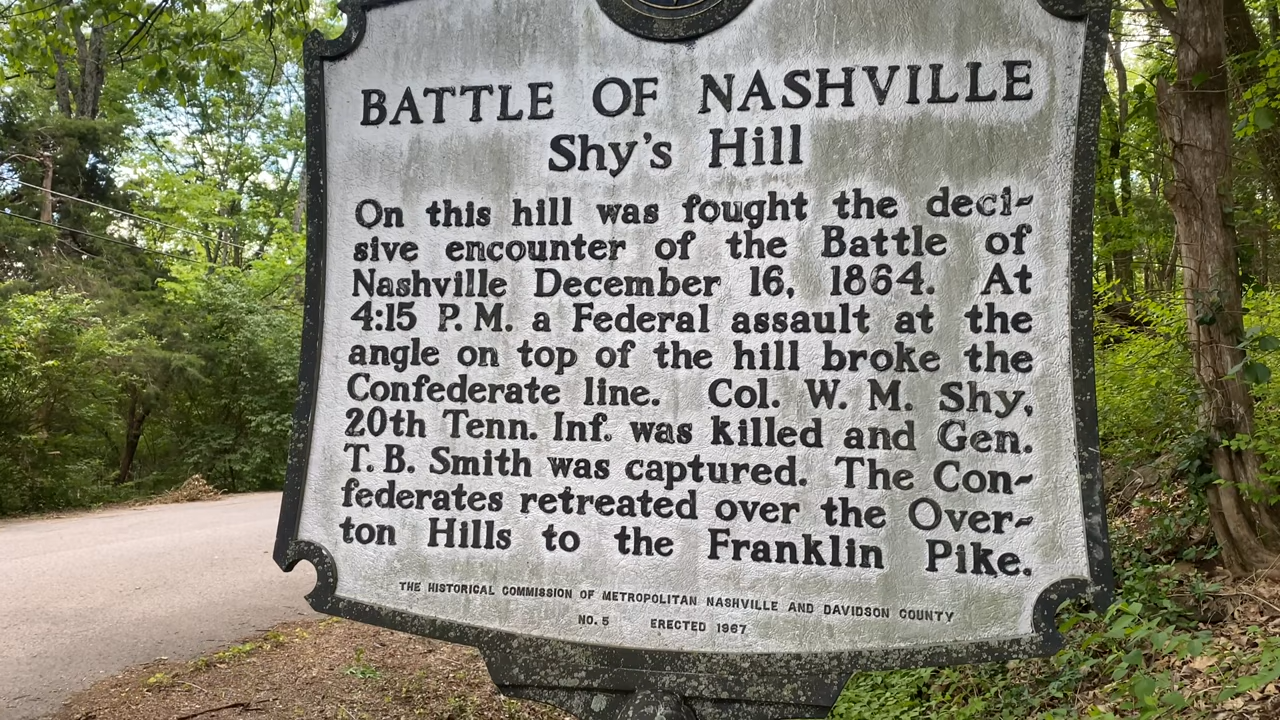 BATTLE OF NASHVILLE
Shy's Hill
On this hill was fought the deci-
sive encounter of the Battle of
Nashville December 16, 1864. At
4:15 P. M. a Federal assault at the
angle on top of the hill broke the
Confederate line. Col. W. M. Shy,
20th Tenn. Inf. was killed and Gen.
T. B. Smith was captured. The Con-
federates retreated over the Over-
ton Hills to the Franklin Pike.
THE HISTORICAL COMMISSION OF METROPOLITAN NASHVILLE AND DAVIDSON COUNTY
NO. 5 ERECTED 1967